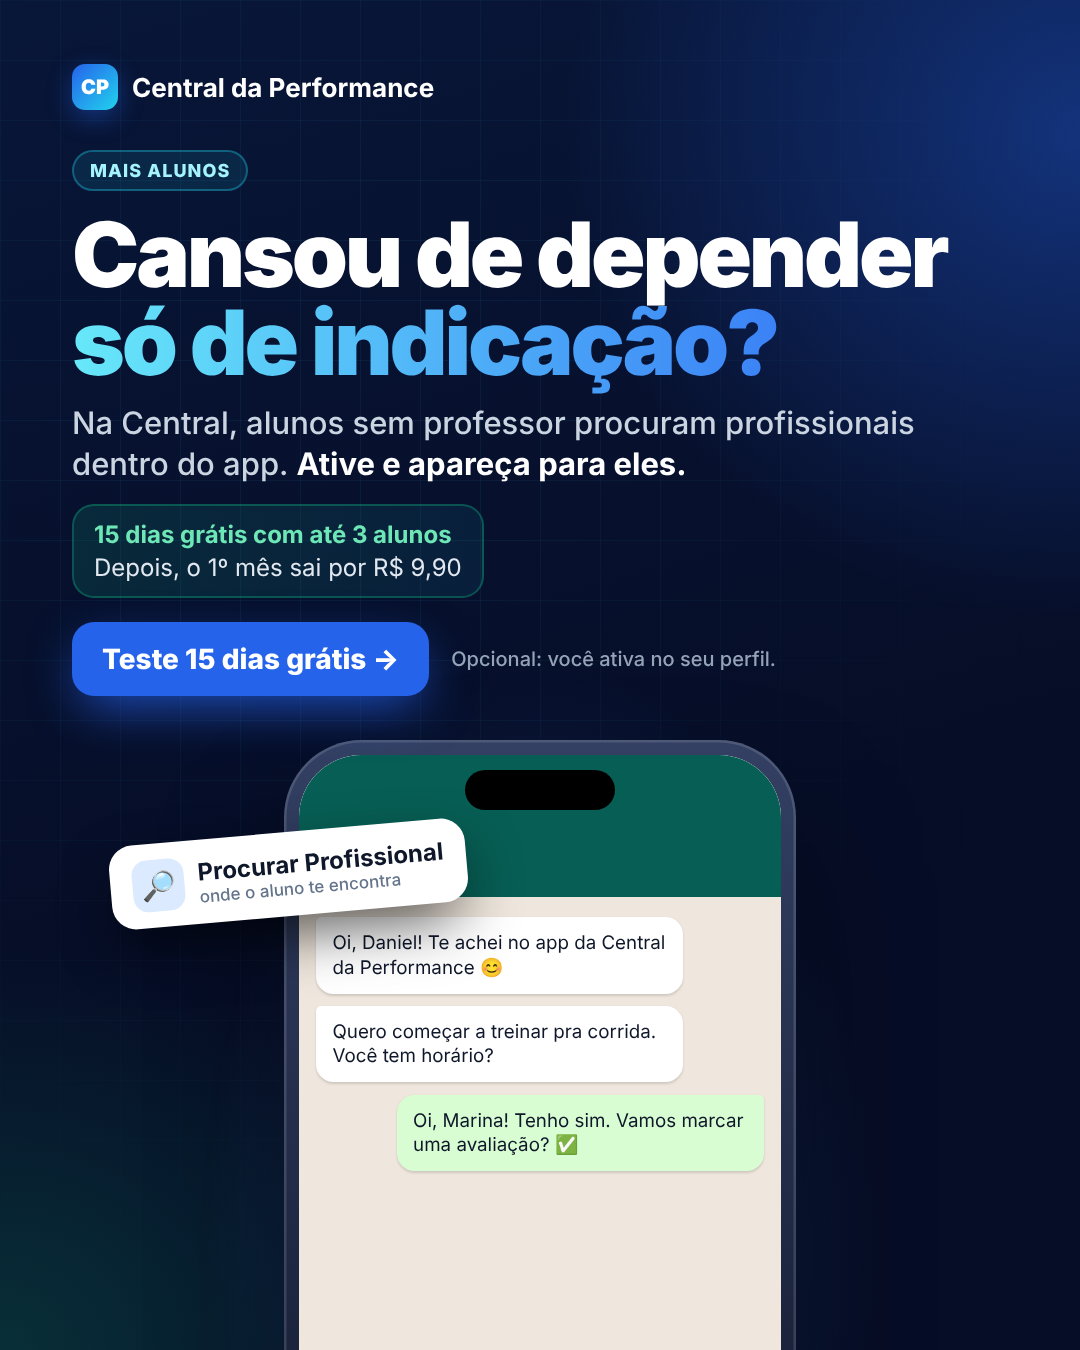 CP
Central da Performance
MAIS ALUNOS
Cansou de depender
só de indicação?
Na Central, alunos sem professor procuram profissionais
dentro do app. Ative e apareça para eles.
15 dias grátis com até 3 alunos
Depois, o 1º mês sai por R$ 9,90
Teste 15 dias grátis →
Opcional: você ativa no seu perfil.
Procurar Profissional
onde o aluno te encontra
Oi, Daniel! Te achei no app da Central
da Performance 😊
Quero começar a treinar pra corrida.
Você tem horário?
Oi, Marina! Tenho sim. Vamos marcar
uma avaliação? ✅